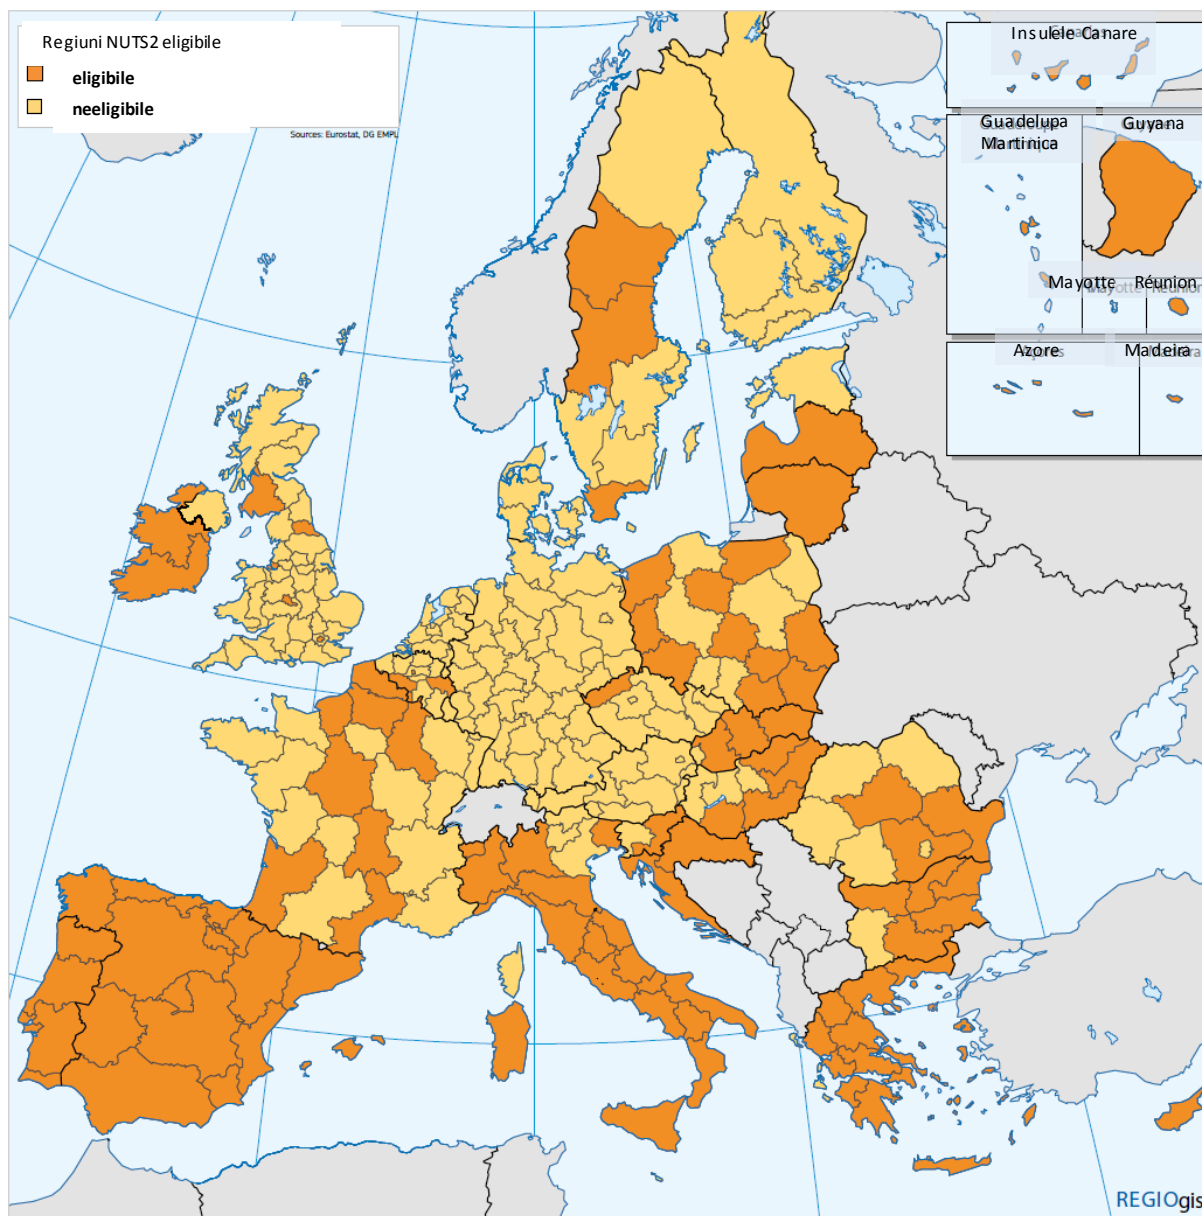 Regiuni NUTS2 eligibile
eligibile
neeligibile
Sources: Eurostat, DG EMPL
Insulele Canare
Guadelupa
Martinica
Guyana
Mayotte
Réunion
Azore
Madeira
REGIOgis